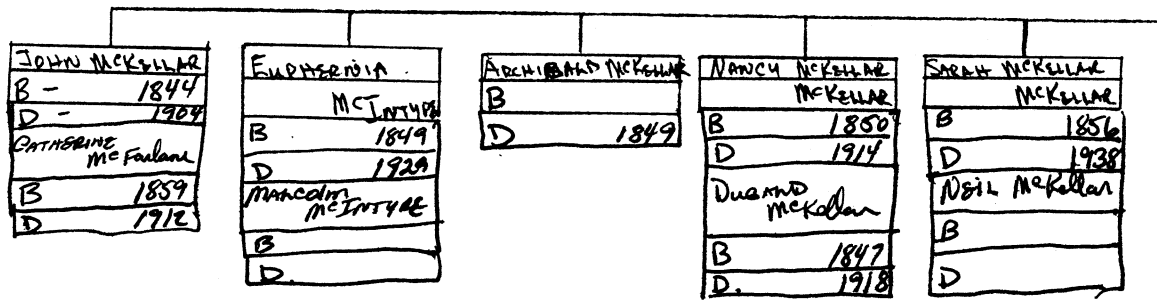 JOHN McKELLAR
B - 1844
D - 1904
CATHERINE
McFarlane
B 1859
D 1912
EUPHERNIA
McINTYRE
B 1849
D 1929
MALCOLM
McINTYRE
B
D.
ARCHIBALD McKELLAR
B
D 1849
NANCY McKELLAR
McKELLAR
B 1850
D 1914
DUGALD
McKellar
B 1847
D. 1918
SARAH McKELLAR
McKELLAR
B 1856
D 1938
NEIL McKellar
B
D